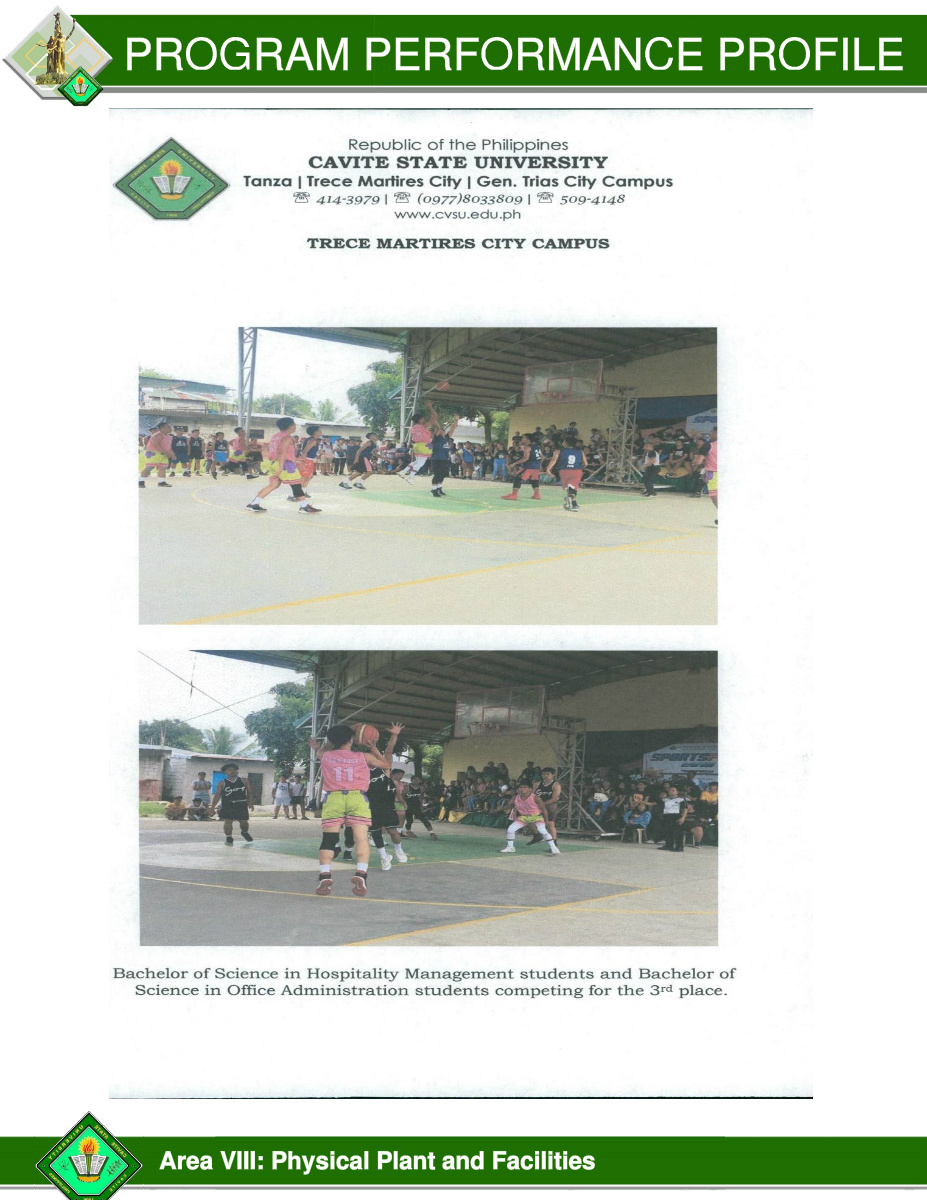 PROGRAM PERFORMANCE PROFILE
Republic of the Philippines
CAVITE STATE UNIVERSITY
Tanza | Trece Martires City | Gen. Trias City Campus
☏ 414-3979 | ☏ (0977)8033809 | ☏ 509-4148
www.cvsu.edu.ph
TRECE MARTIRES CITY CAMPUS
9
11
Bachelor of Science in Hospitality Management students and Bachelor of
Science in Office Administration students competing for the 3rd place.
Area VIII: Physical Plant and Facilities